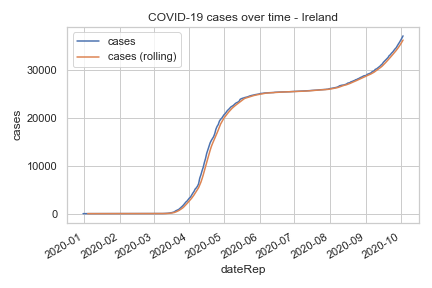 COVID-19 cases over time - Ireland
cases
cases (rolling)
30000
20000
10000
0
cases
2020-01
2020-02
2020-03
2020-04
2020-05
2020-06
2020-07
2020-08
2020-09
2020-10
dateRep